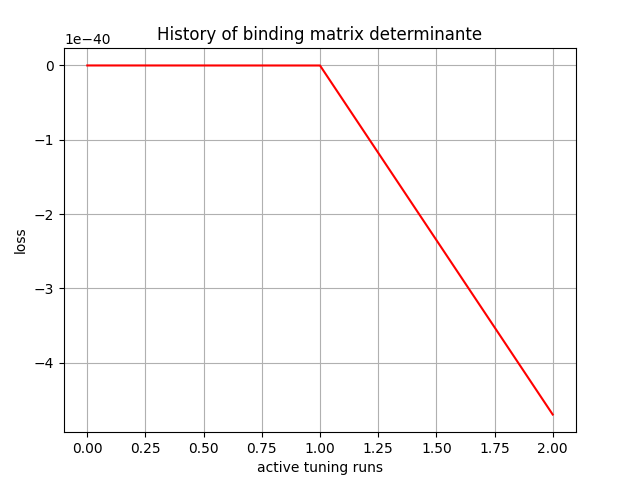 History of binding matrix determinante
1e−40
0
−1
−2
−3
−4
loss
0.00 0.25 0.50 0.75 1.00 1.25 1.50 1.75 2.00
active tuning runs